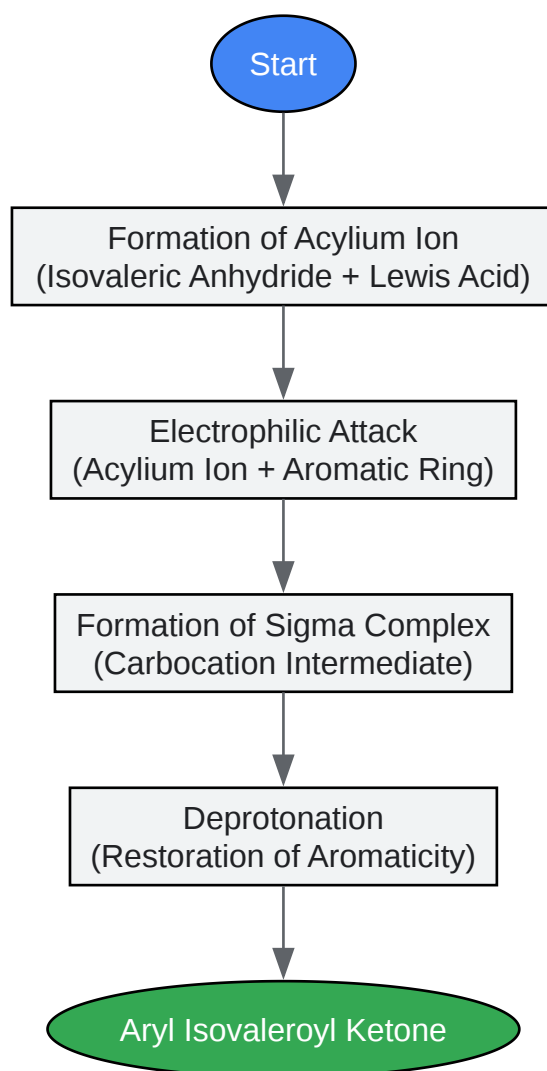 Start
Formation of Acylium Ion
(Isovaleric Anhydride + Lewis Acid)
Electrophilic Attack
(Acylium Ion + Aromatic Ring)
Formation of Sigma Complex
(Carbocation Intermediate)
Deprotonation
(Restoration of Aromaticity)
Aryl Isovaleroyl Ketone